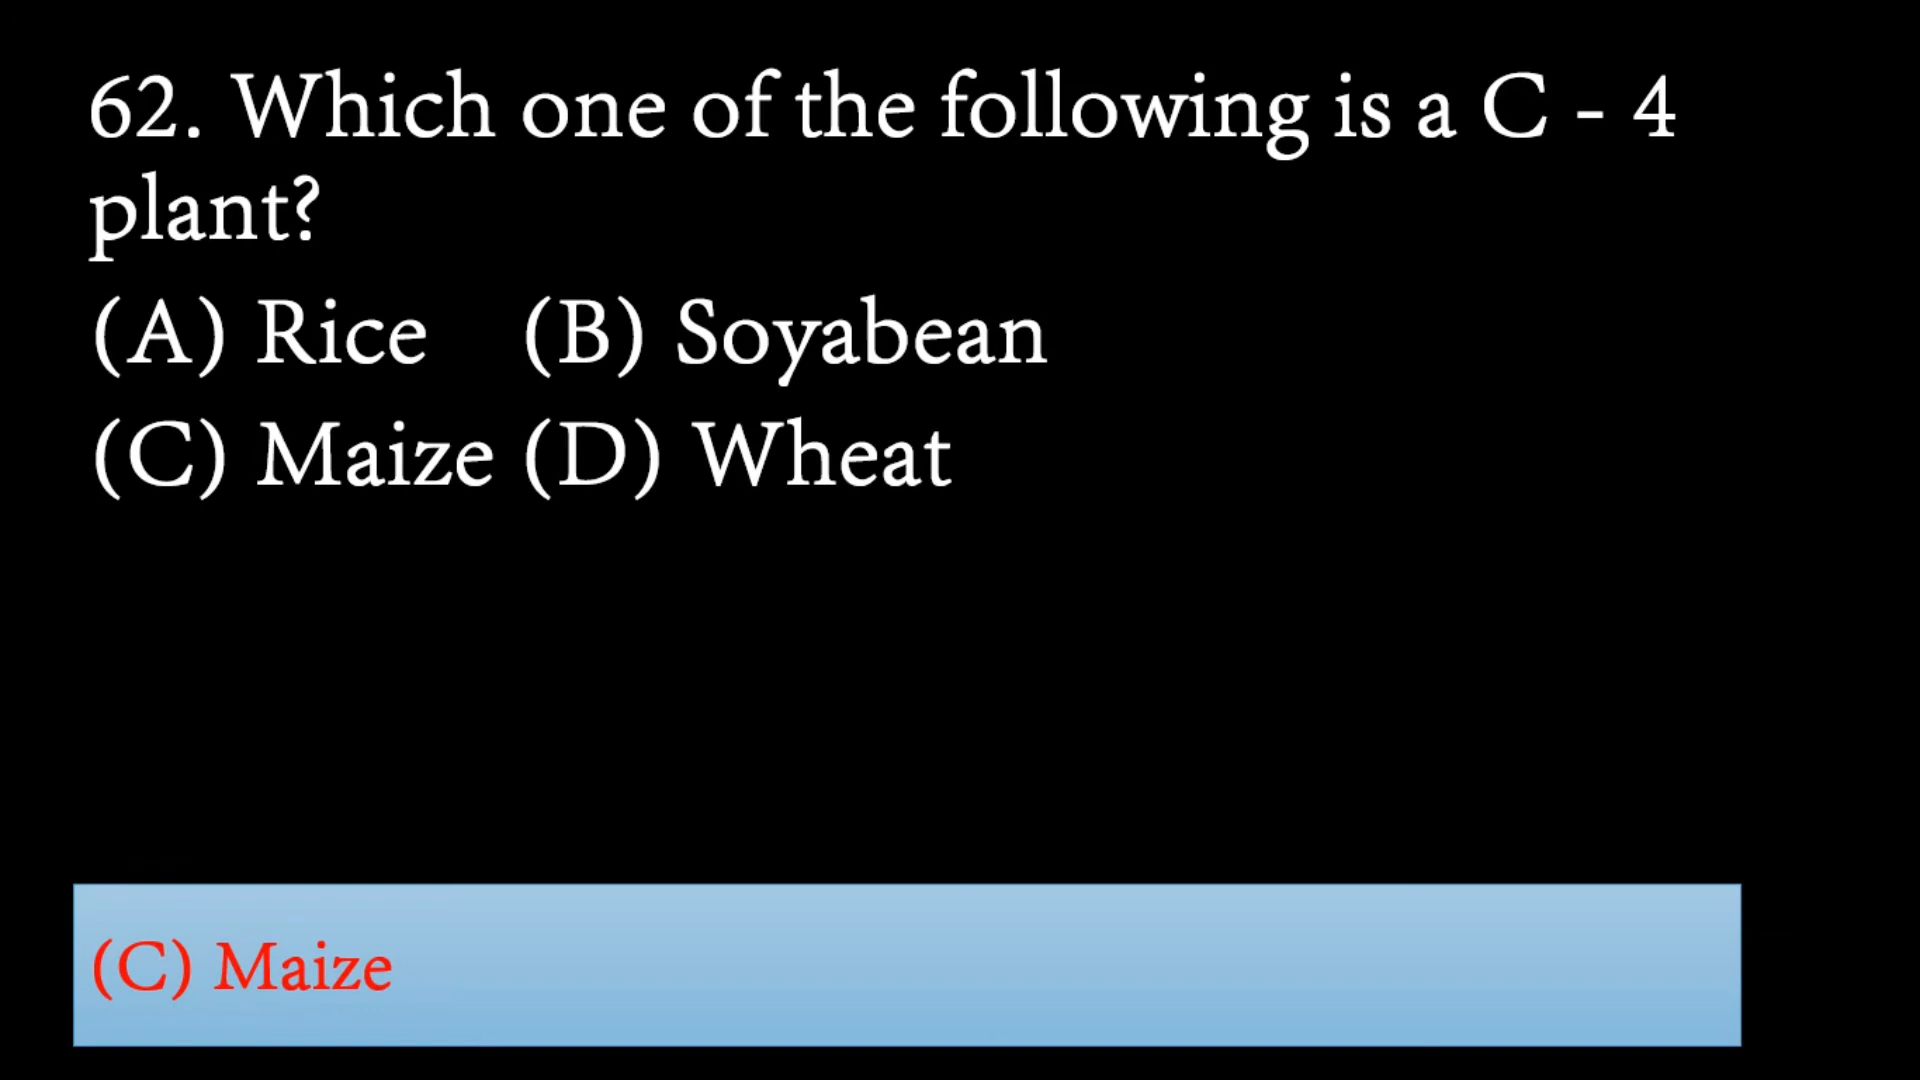 62. Which one of the following is a C - 4
plant?
(A) Rice (B) Soyabean
(C) Maize (D) Wheat
(C) Maize